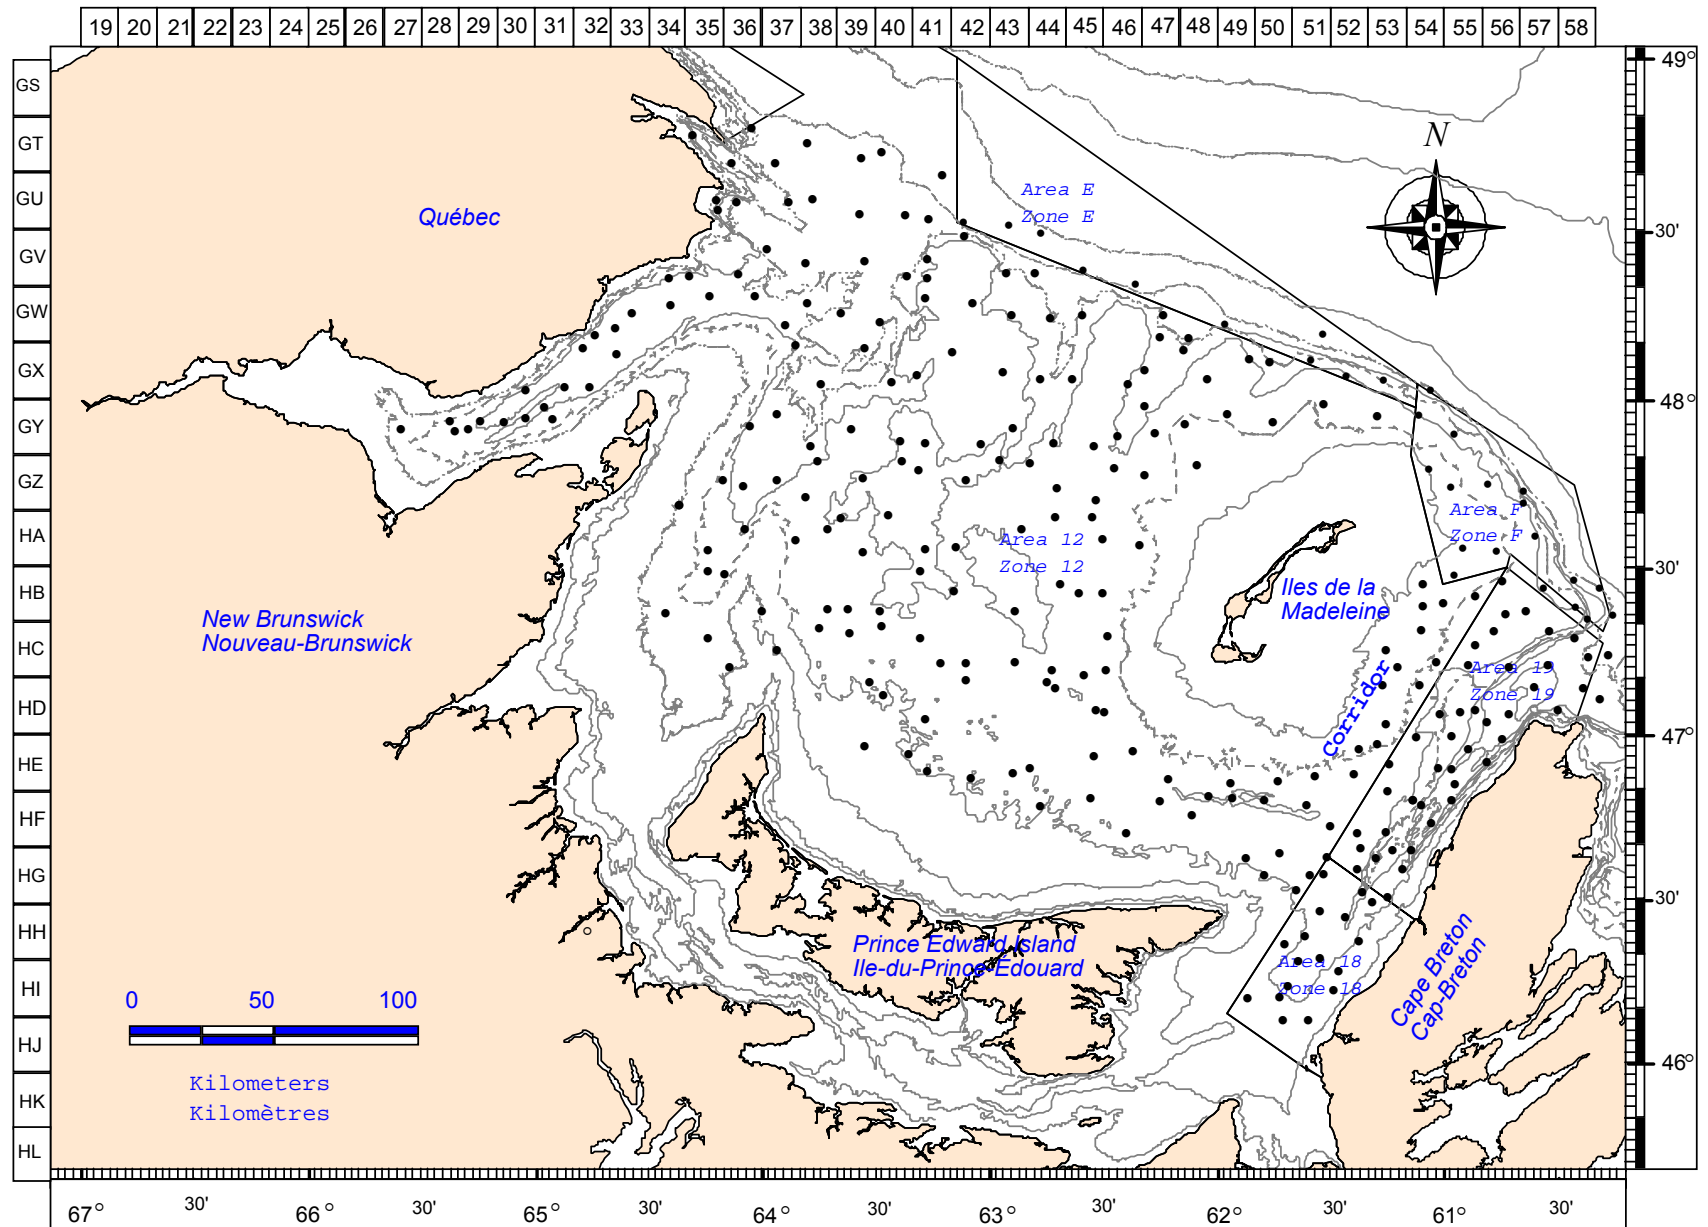 19 20 21 22 23 24 25 26 27 28 29 30 31 32 33 34 35 36 37 38 39 40 41 42 43 44 45 46 47 48 49 50 51 52 53 54 55 56 57 58
GS
GT
GU
GV
GW
GX
GY
GZ
HA
HB
HC
HD
HE
HF
HG
HH
HI
HJ
HK
HL
49°
30'
48°
30'
47°
30'
46°
N
Québec
Area E
Zone E
Area F
Zone F
Area 12
Zone 12
Iles de la
Madeleine
New Brunswick
Nouveau-Brunswick
Corridor
Area 19
Zone 19
Prince Edward Island
Ile-du-Prince-Edouard
Area 18
Zone 18
Cape Breton
Cap-Breton
0 50 100
Kilometers
Kilomètres
67° 30' 66° 30' 65° 30' 64° 30' 63° 30' 62° 30' 61° 30'